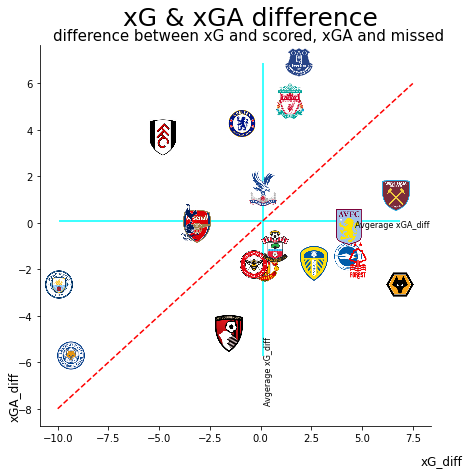 xG & xGA difference
difference between xG and scored, xGA and missed
6
4
2
0
−2
−4
−6
−8
xGA_diff
AVFC
FOREST
Avgerage xGA_diff
Avgerage xG_diff
−10.0 −7.5 −5.0 −2.5 0.0 2.5 5.0 7.5
xG_diff